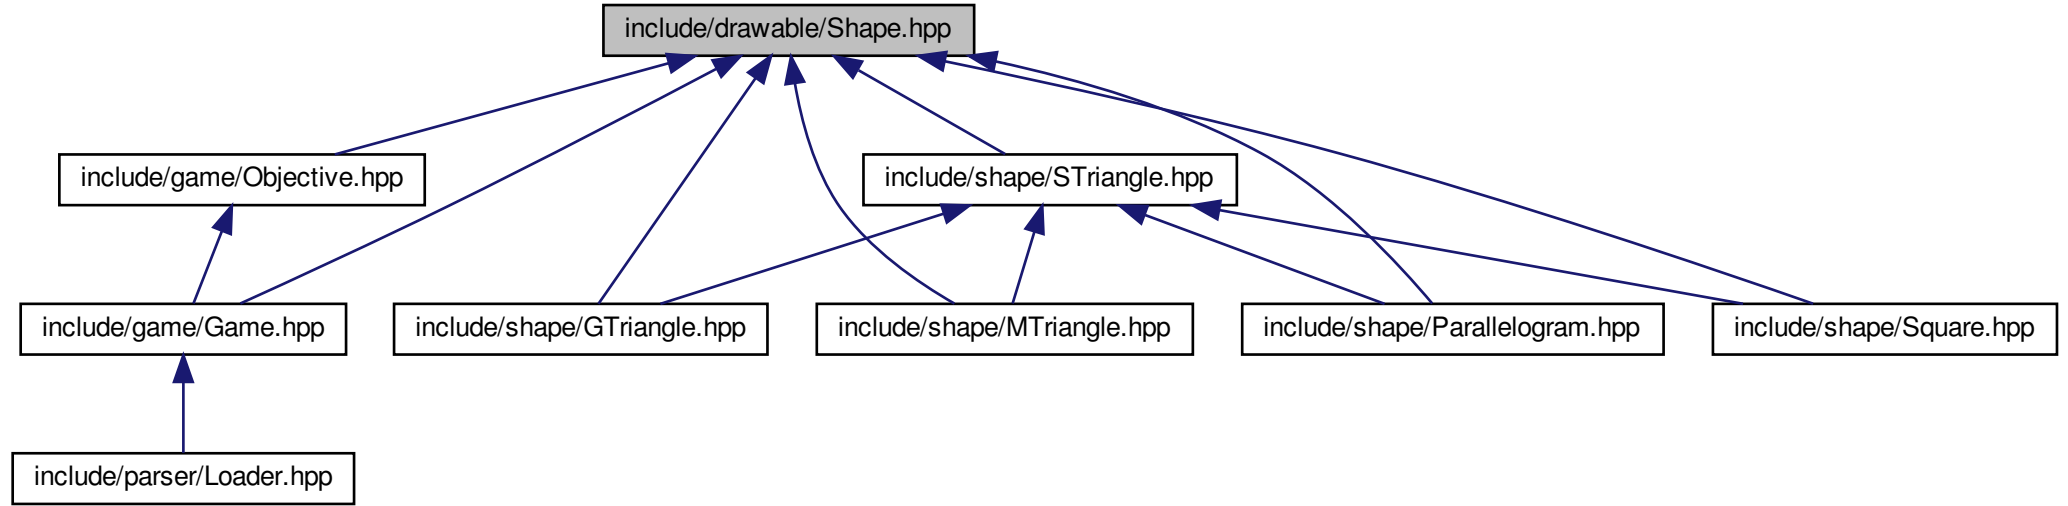 include/drawable/Shape.hpp
include/game/Objective.hpp
include/shape/STriangle.hpp
include/game/Game.hpp
include/shape/GTriangle.hpp
include/shape/MTriangle.hpp
include/shape/Parallelogram.hpp
include/shape/Square.hpp
include/parser/Loader.hpp